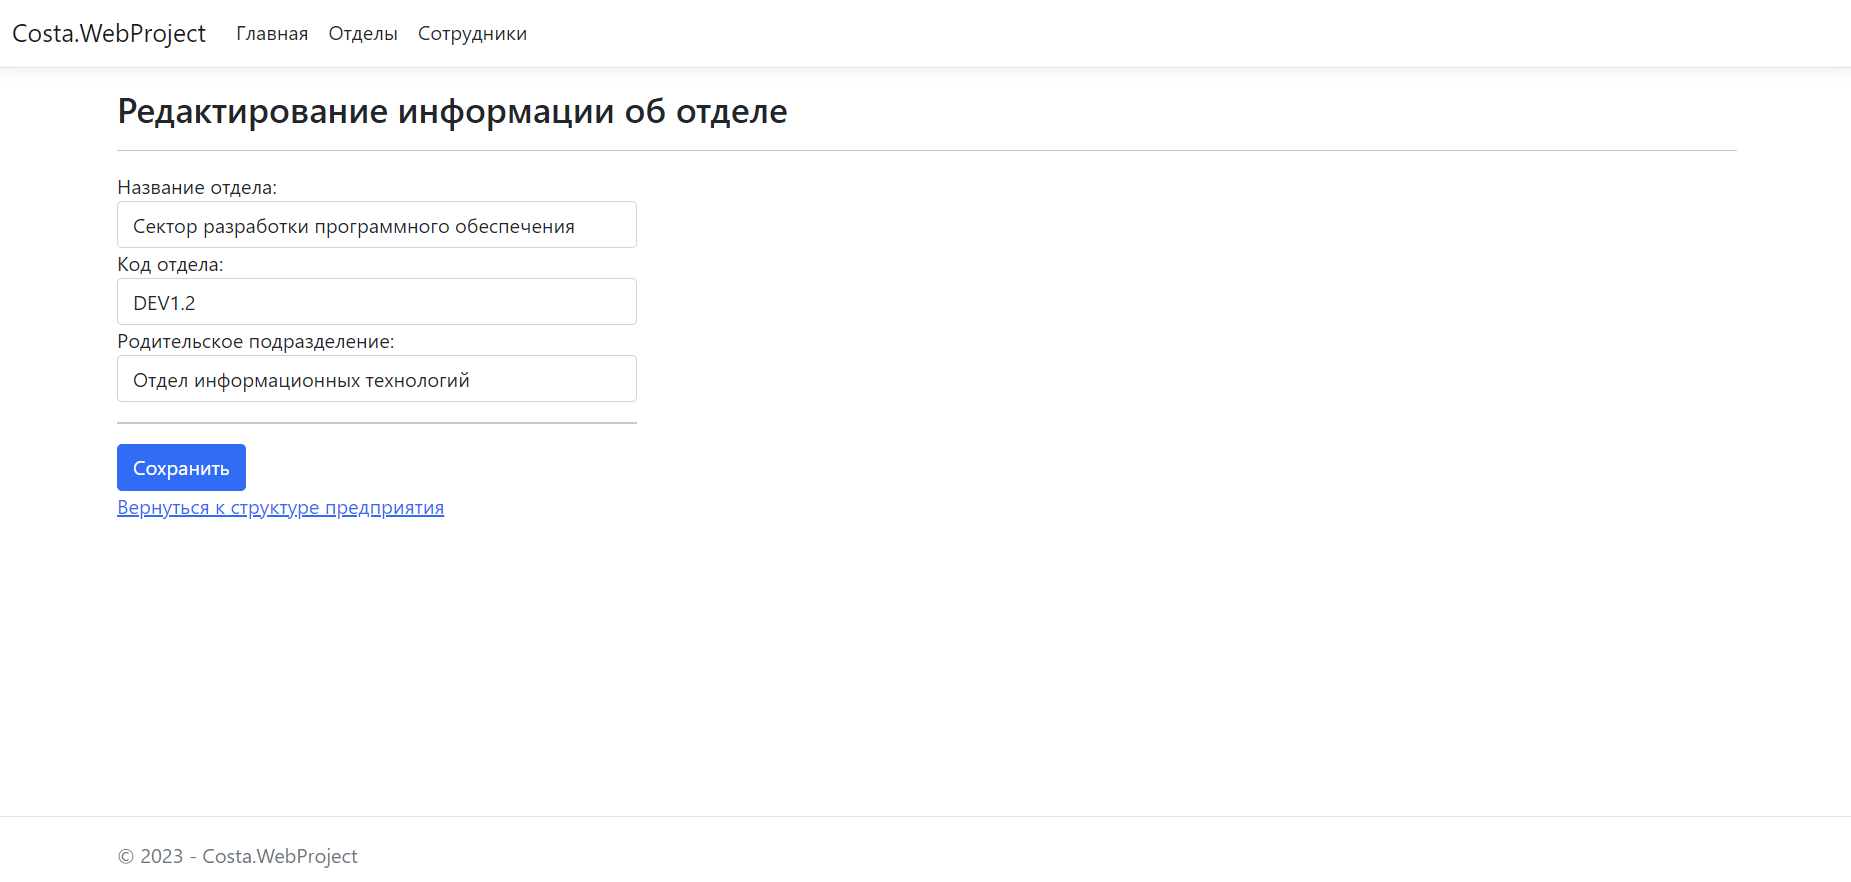 Costa.WebProject Главная Отделы Сотрудники
Редактирование информации об отделе
Название отдела:
Сектор разработки программного обеспечения
Код отдела:
DEV1.2
Родительское подразделение:
Отдел информационных технологий
Сохранить
Вернуться к структуре предприятия
© 2023 - Costa.WebProject